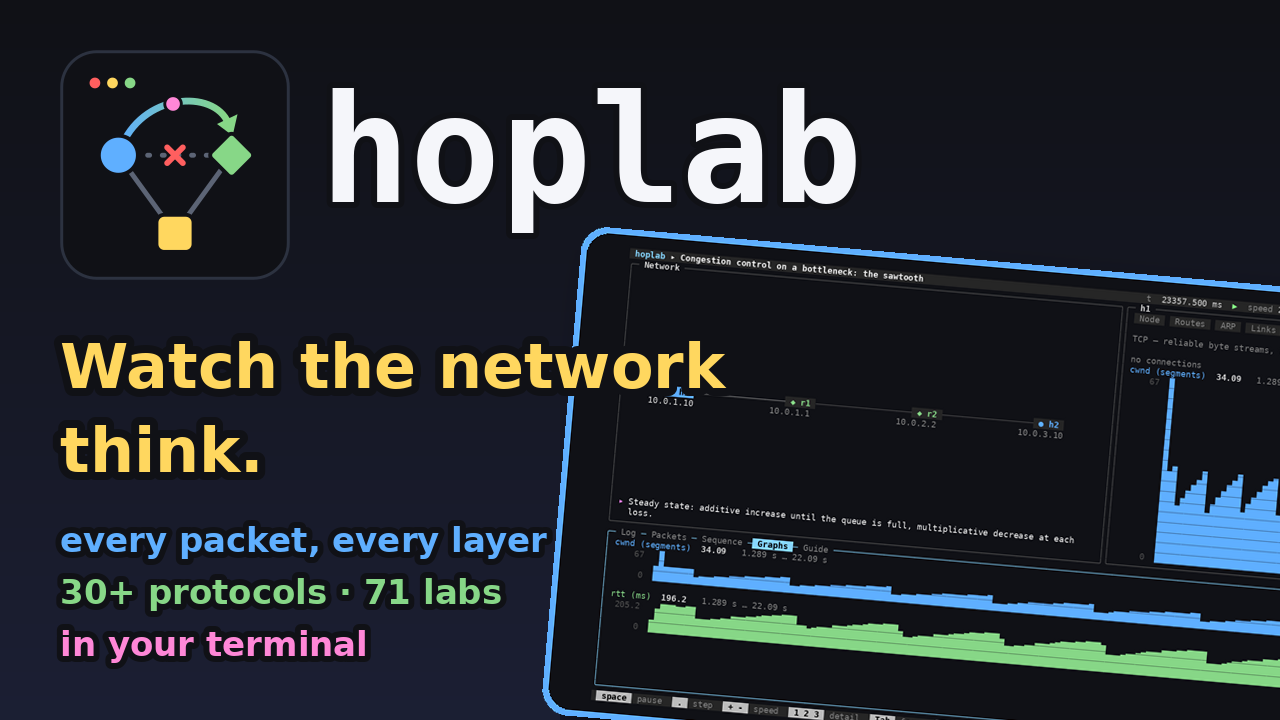 hoplab
Watch the network
think.
every packet, every layer
30+ protocols · 71 labs
in your terminal
hoplab ▸ Congestion control on a bottleneck: the sawtooth
t 23357.500 ms ▶ speed
Network
10.0.1.10
◆ r1
10.0.1.1
◆ r2
10.0.2.2
● h2
10.0.3.10
▸ Steady state: additive increase until the queue is full, multiplicative decrease at each
loss.
h1
Node Routes ARP Links
TCP — reliable byte streams,
no connections
cwnd (segments) 34.09
67
0
Log — Packets — Sequence — Graphs — Guide
cwnd (segments) 34.09 1.289 s … 22.09 s
67
0
rtt (ms) 196.2 1.289 s … 22.09 s
205.2
0
space pause . step + - speed 1 2 3 detail Tab